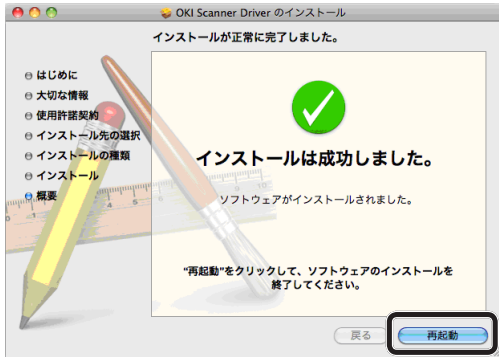 OKI Scanner Driver のインストール
インストールが正常に完了しました。
はじめに
大切な情報
使用許諾契約
インストール先の選択
インストールの種類
インストール
概要
インストールは成功しました。
ソフトウェアがインストールされました。
"再起動"をクリックして、ソフトウェアのインストールを
終了してください。
戻る
再起動